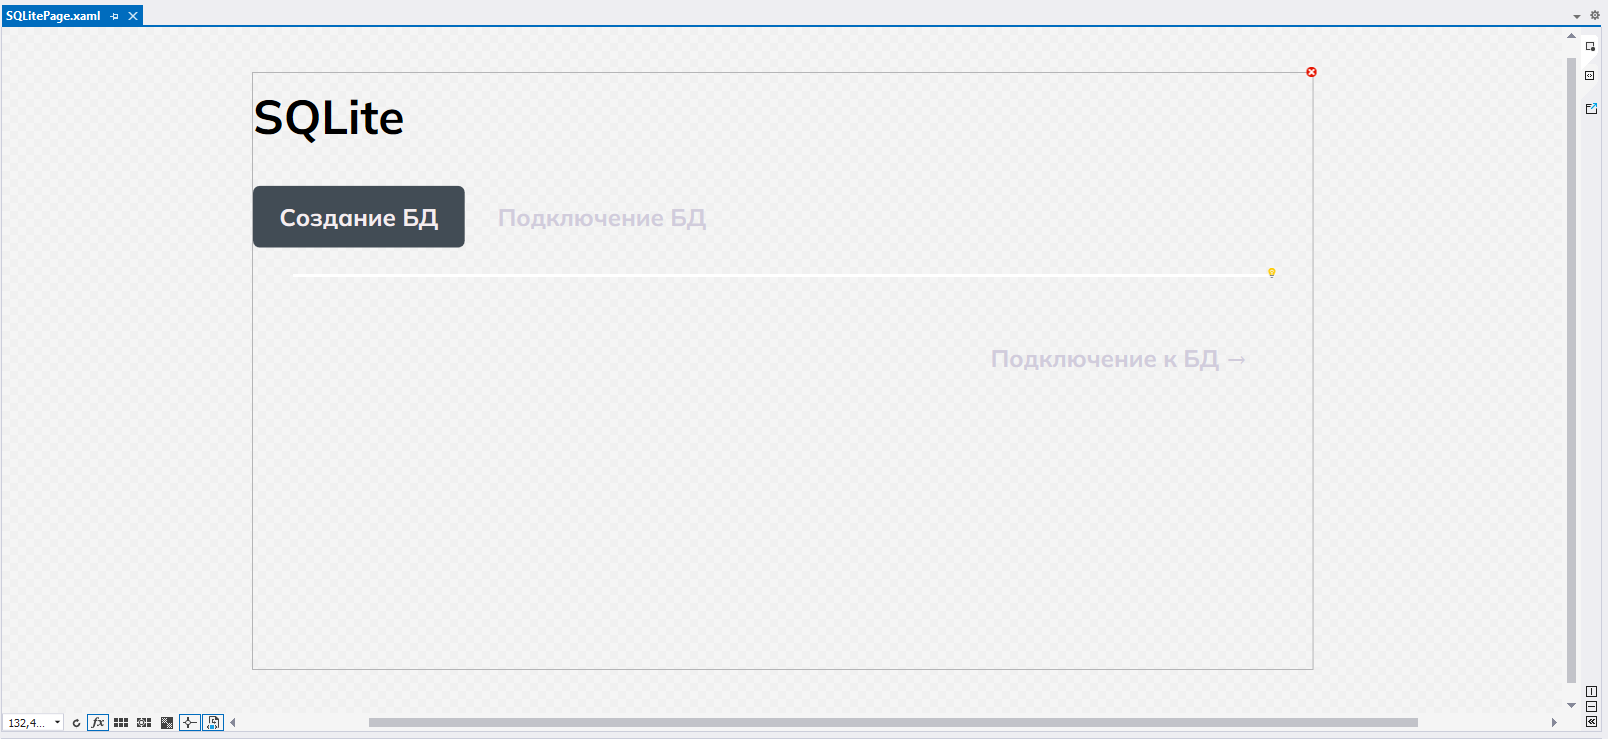 SQLitePage.xaml
SQLite
Создание БД Подключение БД
Подключение к БД →
132,4... fx